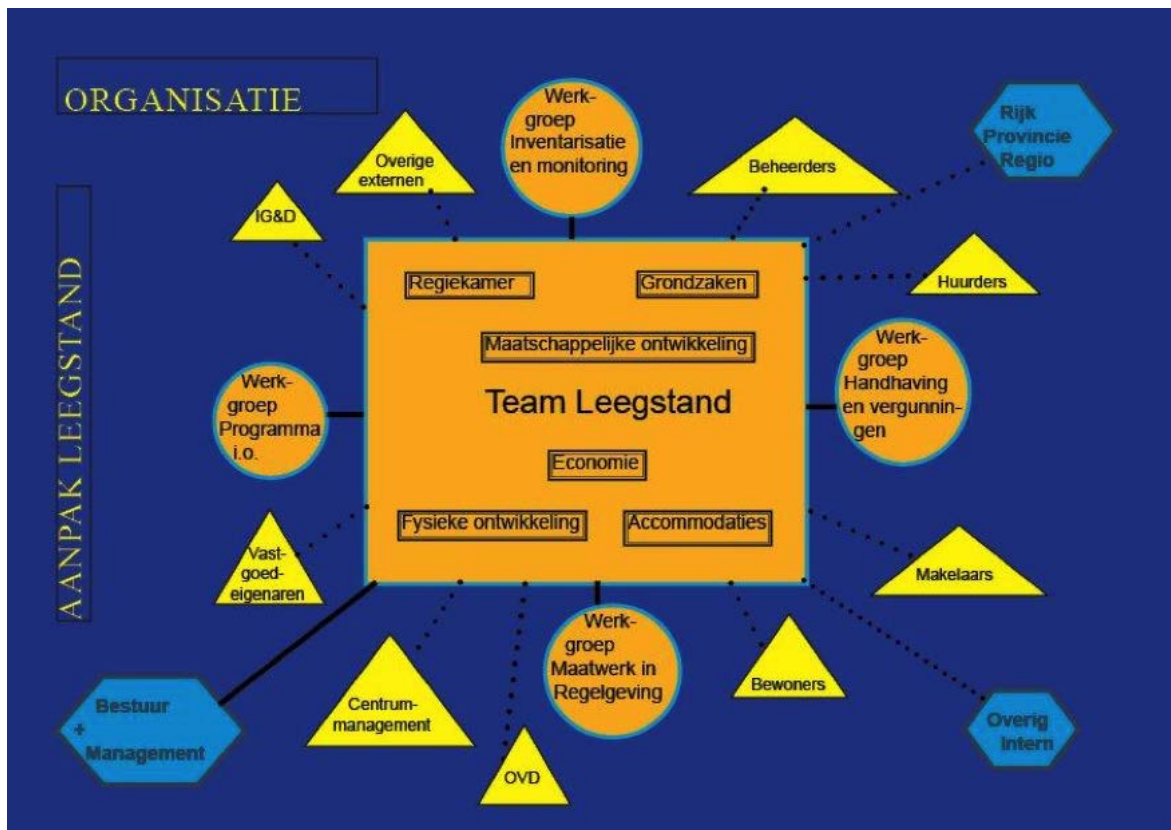 ORGANISATIE
AANPAK LEEGSTAND
Werk-
groep
Inventarisatie
en monitoring
Rijk
Provincie
Regio
Overige
externen
Beheerders
IG&D
Huurders
Regiekamer
Grondzaken
Maatschappelijke ontwikkeling
Team Leegstand
Economie
Fysieke ontwikkeling
Accommodaties
Werk-
groep
Programma
i.o.
Werk-
groep
Handhaving
en vergunnin-
gen
Vast-
goed-
eigenaren
Makelaars
Werk-
groep
Maatwerk in
Regelgeving
Bewoners
Centrum-
management
OVD
Bestuur
+
Management
Overig
Intern